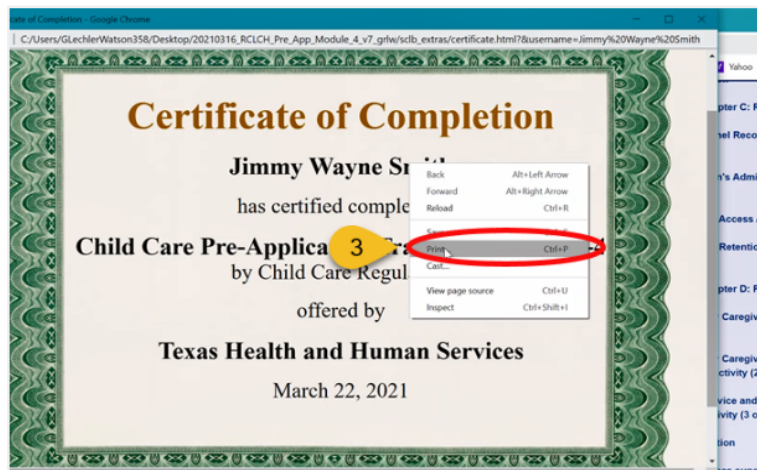 cate of Completion - Google Chrome
C:/Users/GLechlerWatson358/Desktop/20210316_RCLCH_Pre_App_Module_4_v7_grlw/sclb_extras/certificate.html?&username=Jimmy%20Wayne%20Smith
Certificate of Completion
Jimmy Wayne
has certified comple
Child Care Pre-Applica
by Child Care Regul
offered by
Texas Health and Human Services
March 22, 2021
Back Alt+Left Arrow
Forward Alt+Right Arrow
Reload Ctrl+R
Print... Ctrl+P
Cast...
View page source Ctrl+U
Inspect Ctrl+Shift+I
3
Yahoo
pter C: F
nel Reco
n's Admi
Access
Retentio
pter D: F
Caregiv
Caregiv
ctivity (2
vice and
ivity (3 o
tion